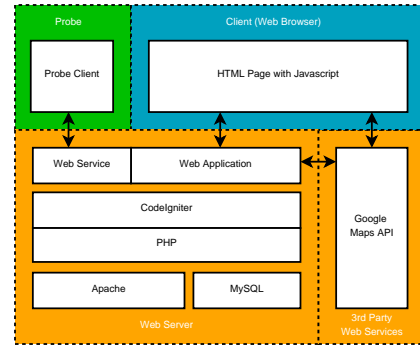 Probe
Client (Web Browser)
Probe Client
HTML Page with Javascript
Web Service
Web Application
CodeIgniter
PHP
Apache
MySQL
Web Server
Google
Maps API
3rd Party
Web Services